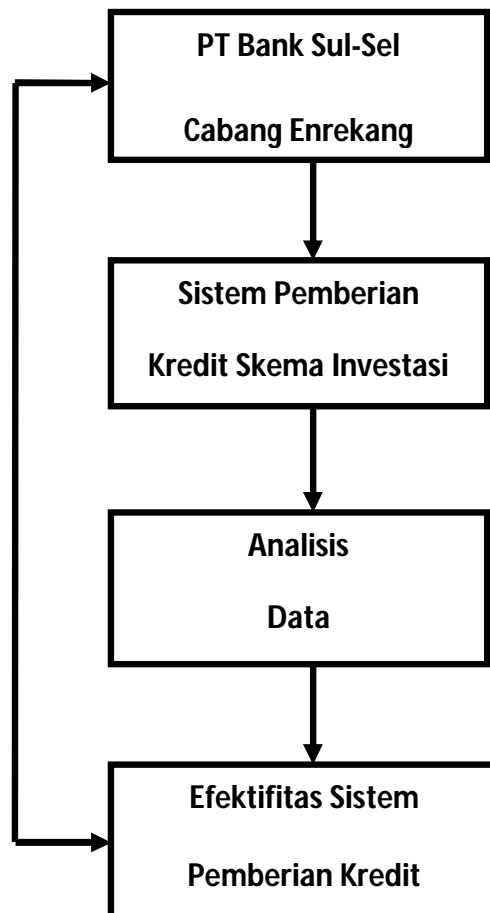 PT Bank Sul-Sel
Cabang Enrekang
Sistem Pemberian
Kredit Skema Investasi
Analisis
Data
Efektifitas Sistem
Pemberian Kredit